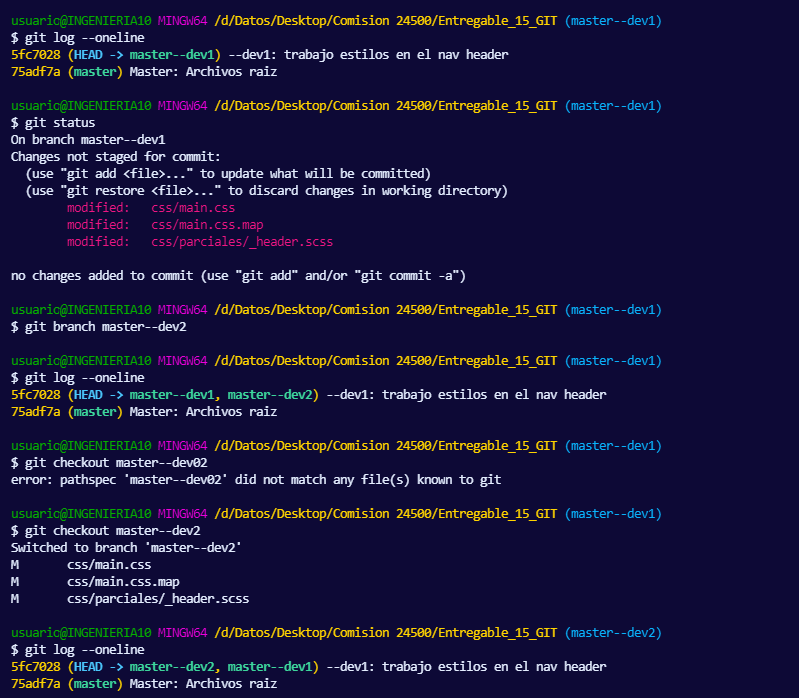 usuario@INGENIERIA10 MINGW64 /d/Datos/Desktop/Comision 24500/Entregable_15_GIT (master--dev1)
$ git log --oneline
5fc7028 (HEAD -> master--dev1) --dev1: trabajo estilos en el nav header
75adf7a (master) Master: Archivos raiz

usuario@INGENIERIA10 MINGW64 /d/Datos/Desktop/Comision 24500/Entregable_15_GIT (master--dev1)
$ git status
On branch master--dev1
Changes not staged for commit:
  (use "git add <file>..." to update what will be committed)
  (use "git restore <file>..." to discard changes in working directory)
        modified:   css/main.css
        modified:   css/main.css.map
        modified:   css/parciales/_header.scss

no changes added to commit (use "git add" and/or "git commit -a")

usuario@INGENIERIA10 MINGW64 /d/Datos/Desktop/Comision 24500/Entregable_15_GIT (master--dev1)
$ git branch master--dev2

usuario@INGENIERIA10 MINGW64 /d/Datos/Desktop/Comision 24500/Entregable_15_GIT (master--dev1)
$ git log --oneline
5fc7028 (HEAD -> master--dev1, master--dev2) --dev1: trabajo estilos en el nav header
75adf7a (master) Master: Archivos raiz

usuario@INGENIERIA10 MINGW64 /d/Datos/Desktop/Comision 24500/Entregable_15_GIT (master--dev1)
$ git checkout master--dev02
error: pathspec 'master--dev02' did not match any file(s) known to git

usuario@INGENIERIA10 MINGW64 /d/Datos/Desktop/Comision 24500/Entregable_15_GIT (master--dev1)
$ git checkout master--dev2
Switched to branch 'master--dev2'
M       css/main.css
M       css/main.css.map
M       css/parciales/_header.scss

usuario@INGENIERIA10 MINGW64 /d/Datos/Desktop/Comision 24500/Entregable_15_GIT (master--dev2)
$ git log --oneline
5fc7028 (HEAD -> master--dev2, master--dev1) --dev1: trabajo estilos en el nav header
75adf7a (master) Master: Archivos raiz